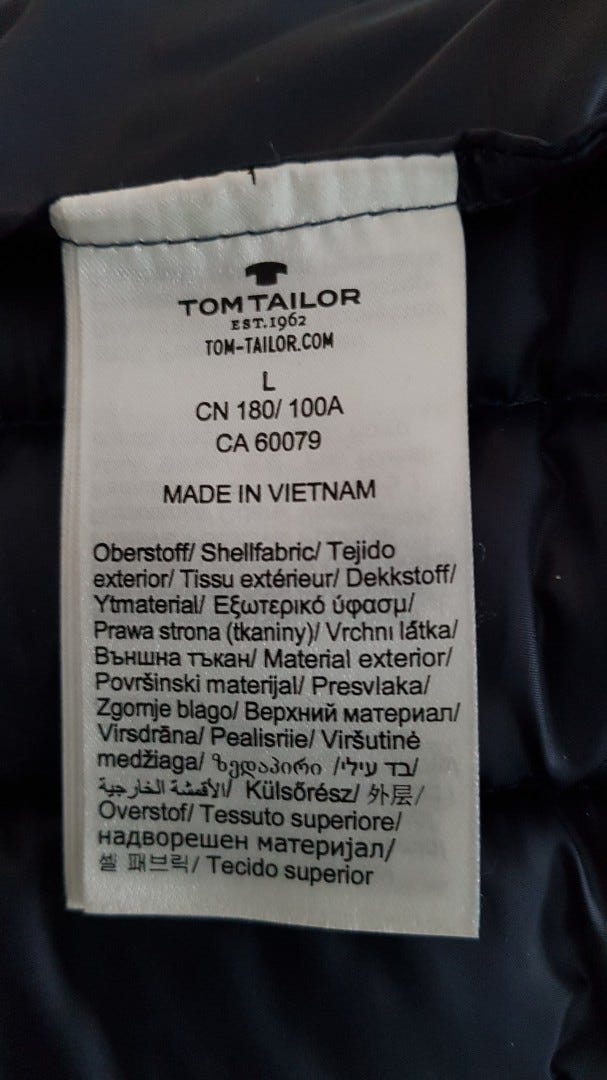 TOM TAILOR
EST.1962
TOM-TAILOR.COM
L
CN 180/ 100A
CA 60079
MADE IN VIETNAM
Oberstoff/ Shellfabric/ Tejido
exterior/ Tissu extérieur/ Dekkstoff/
Ytmaterial/ Εξωτερικό ύφασμ/
Prawa strona (tkaniny)/ Vrchnı látka/
Външна тъкан/ Material exterior/
Površinski materijal/ Presvlaka/
Zgornje blago/ Верхний материал/
Virsdrāna/ Pealisriie/ Viršutinė
medžiaga/ ზედაპირი /בד עילי/
الأقمشة الخارجية/ Külsőrész/ 外层/
Overstof/ Tessuto superiore/
надворешен материјал/
셸 패브릭/ Tecido superior